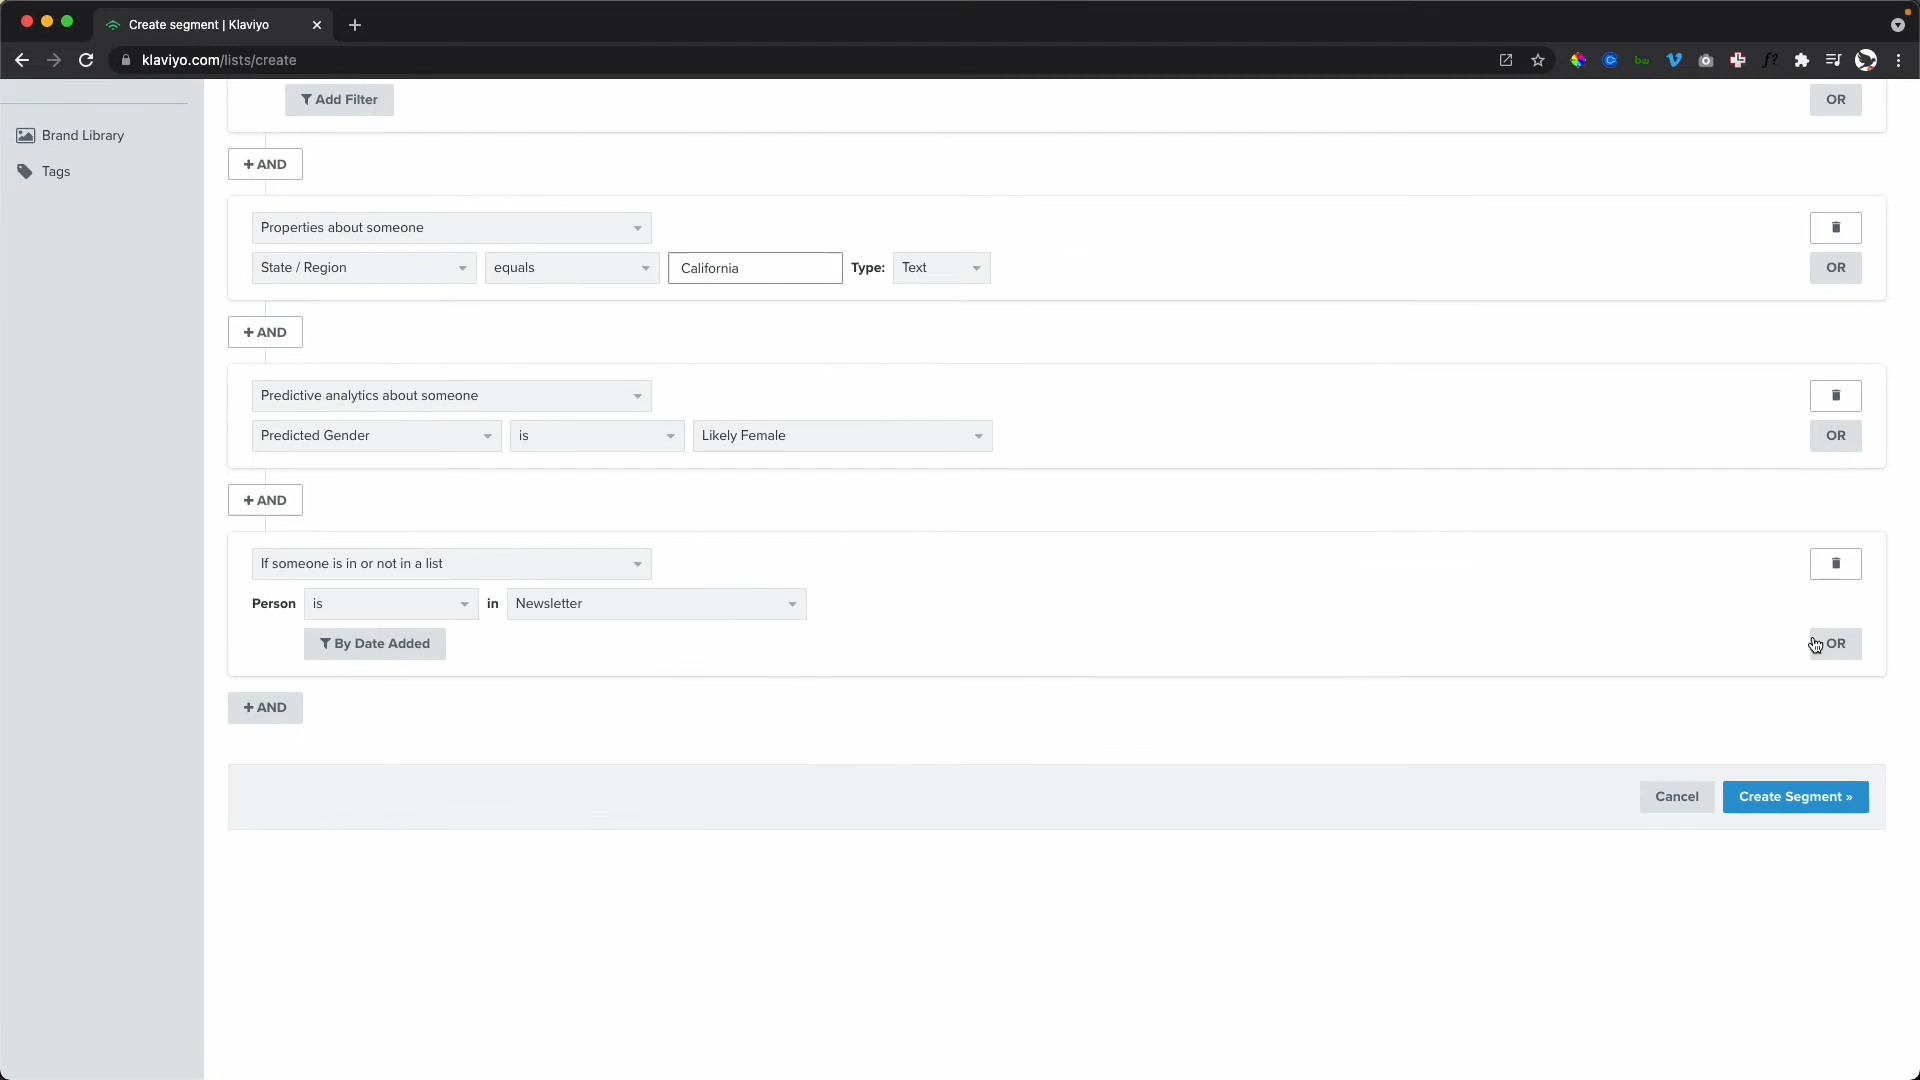 Create segment | Klaviyo
klaviyo.com/lists/create
Add Filter
OR
Brand Library
Tags
+ AND
Properties about someone
State / Region equals California Type: Text
OR
+ AND
Predictive analytics about someone
Predicted Gender is Likely Female
OR
+ AND
If someone is in or not in a list
Person is in Newsletter
By Date Added
OR
+ AND
Cancel Create Segment »